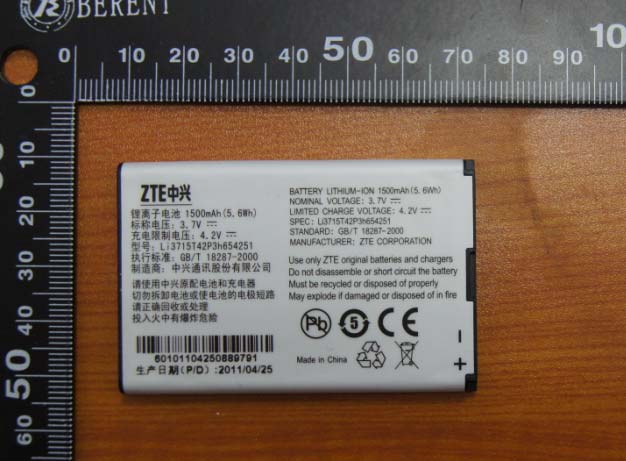 BERENT
0 10 20 30 40 50 60 70 80 90 10
0
10
20
30
40
50
60
ZTE中兴
锂离子电池 1500mAh(5.6Wh)
标称电压: 3.7V
充电限制电压: 4.2V
型号: Li3715T42P3h654251
执行标准: GB/T 18287-2000
制造商: 中兴通讯股份有限公司
请使用中兴原配电池和充电器
切勿拆卸电池或使电池的电极短路
请正确回收或处理
投入火中有爆炸危险
60101104250889791
生产日期(P/D): 2011/04/25
BATTERY LITHIUM-ION 1500mAh(5.6Wh)
NOMINAL VOLTAGE: 3.7V
LIMITED CHARGE VOLTAGE: 4.2V
SPEC: Li3715T42P3h654251
STANDARD: GB/T 18287-2000
MANUFACTURER: ZTE CORPORATION
Use only ZTE original batteries and chargers
Do not disassemble or short circuit the battery
Must be recycled or disposed of properly
May explode if disposed of in fire
Pb 5 CE
Made in China
-
+